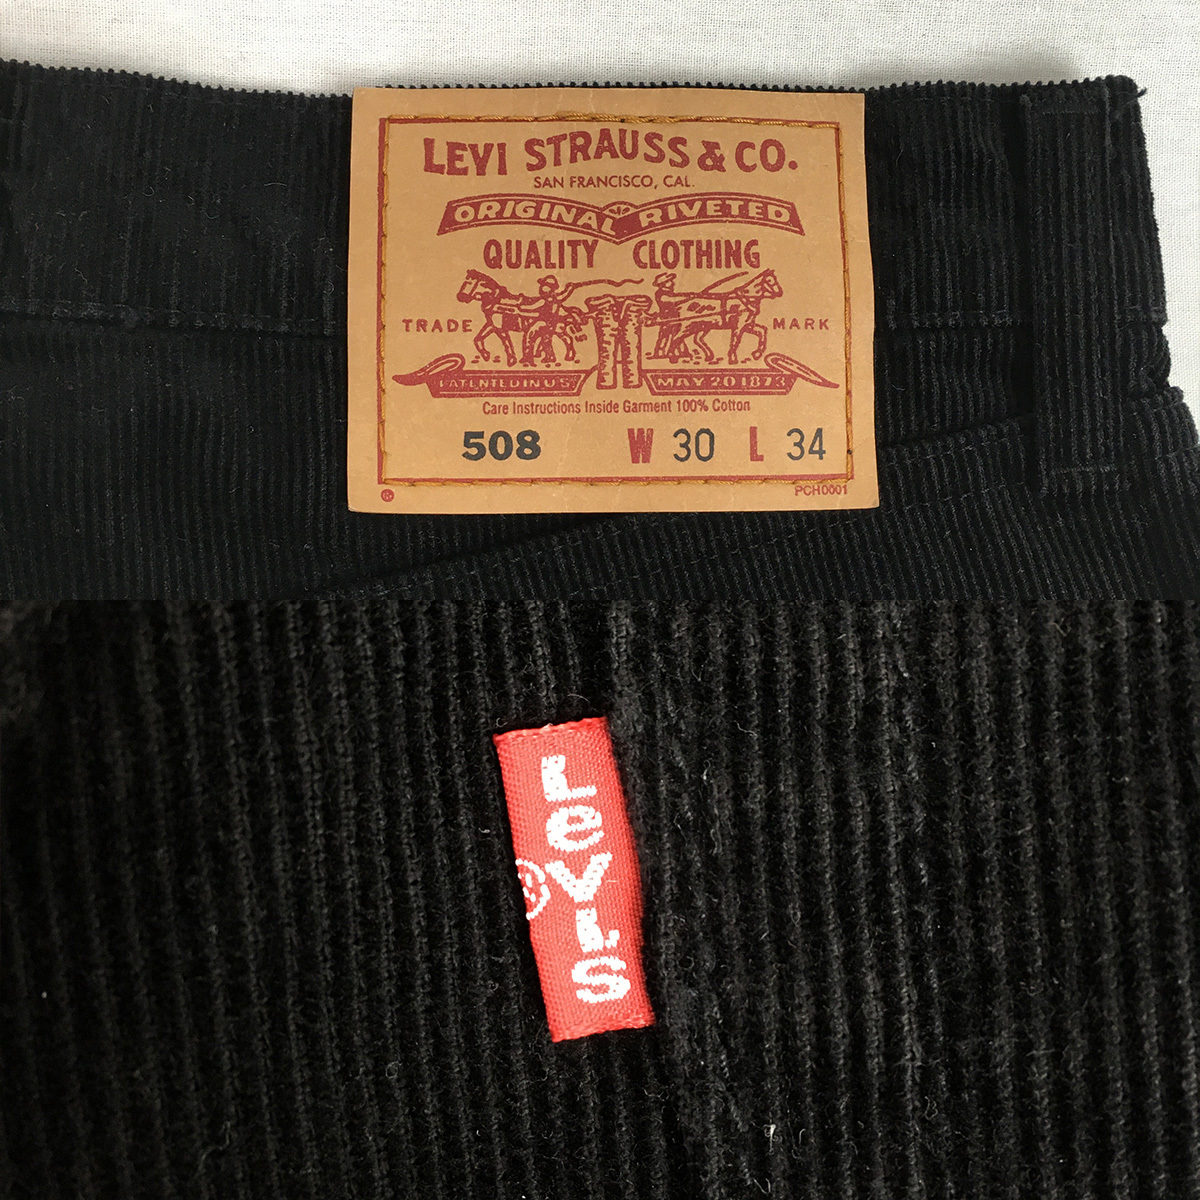 LEVI STRAUSS & CO.
SAN FRANCISCO, CAL.
ORIGINAL RIVETED
QUALITY CLOTHING
TRADE MARK
PATENTED IN U.S. MAY 20 1873
Care Instructions Inside Garment 100% Cotton
508 W 30 L 34
® PCH0001
LeVI'S
®